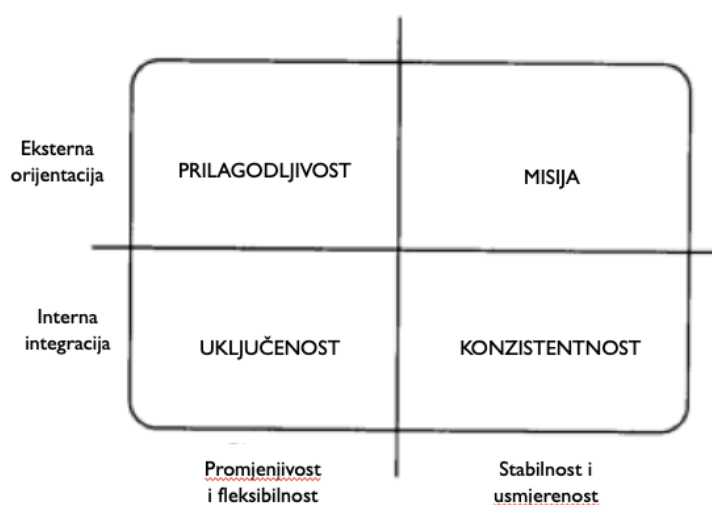 Eksterna
orijentacija
PRILAGODLJIVOST
MISIJA
Interna
integracija
UKLJUČENOST
KONZISTENTNOST
Promjenjivost
i fleksibilnost
Stabilnost i
usmjerenost